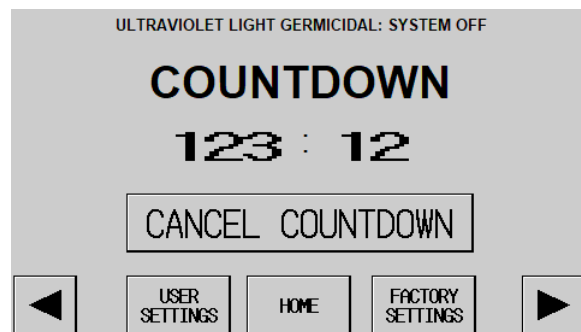 ULTRAVIOLET LIGHT GERMICIDAL: SYSTEM OFF
COUNTDOWN
123 : 12
CANCEL COUNTDOWN
USER SETTINGS
HOME
FACTORY SETTINGS